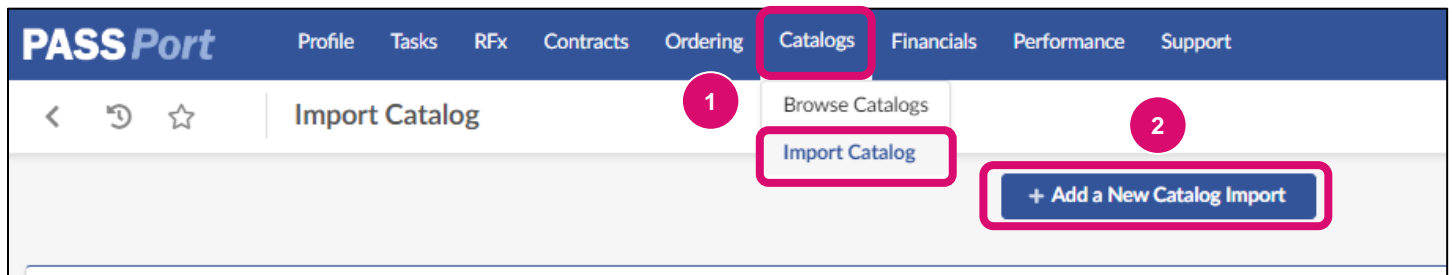 PASSPort Profile Tasks RFx Contracts Ordering Catalogs Financials Performance Support
Import Catalog
1
Browse Catalogs
Import Catalog
2
+ Add a New Catalog Import